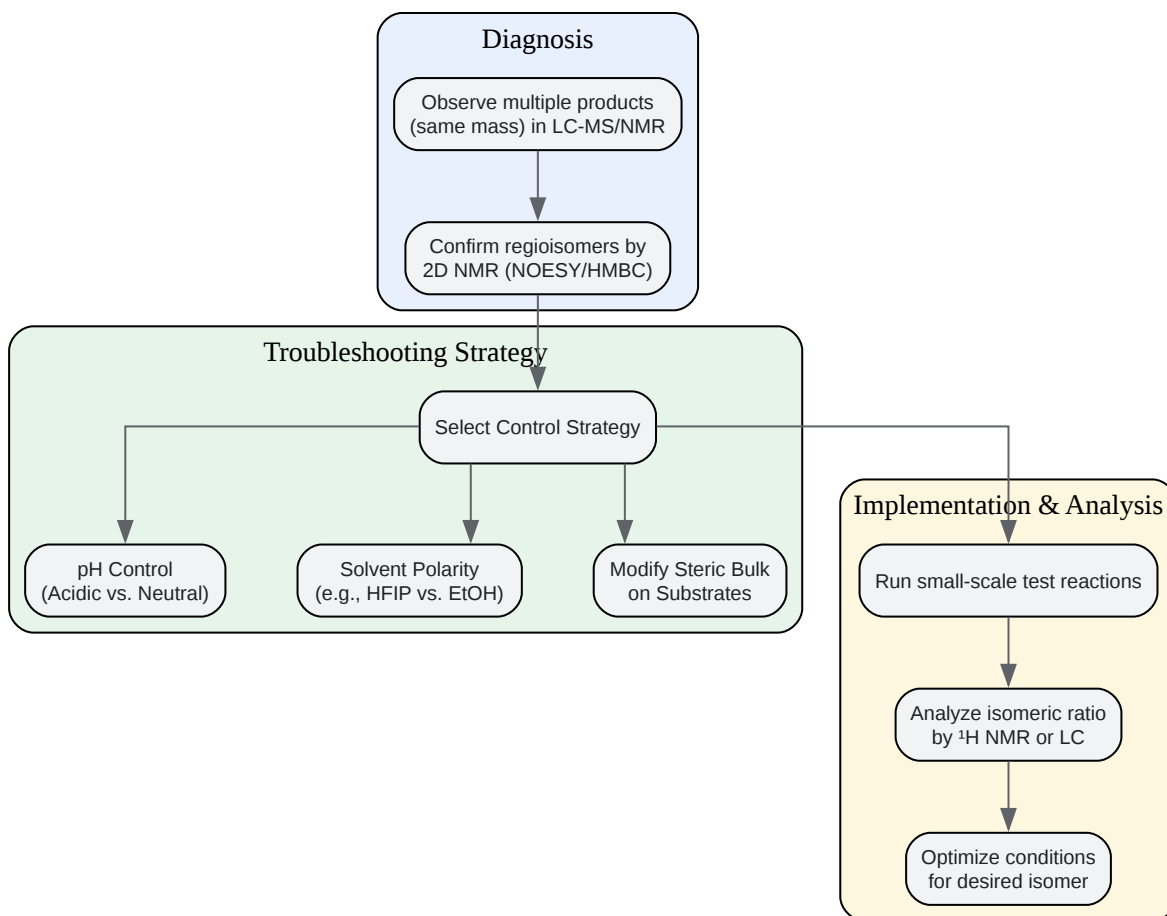 Diagnosis
Observe multiple products
(same mass) in LC-MS/NMR
Confirm regioisomers by
2D NMR (NOESY/HMBC)
Troubleshooting Strategy
Select Control Strategy
pH Control
(Acidic vs. Neutral)
Solvent Polarity
(e.g., HFIP vs. EtOH)
Modify Steric Bulk
on Substrates
Implementation & Analysis
Run small-scale test reactions
Analyze isomeric ratio
by ¹H NMR or LC
Optimize conditions
for desired isomer